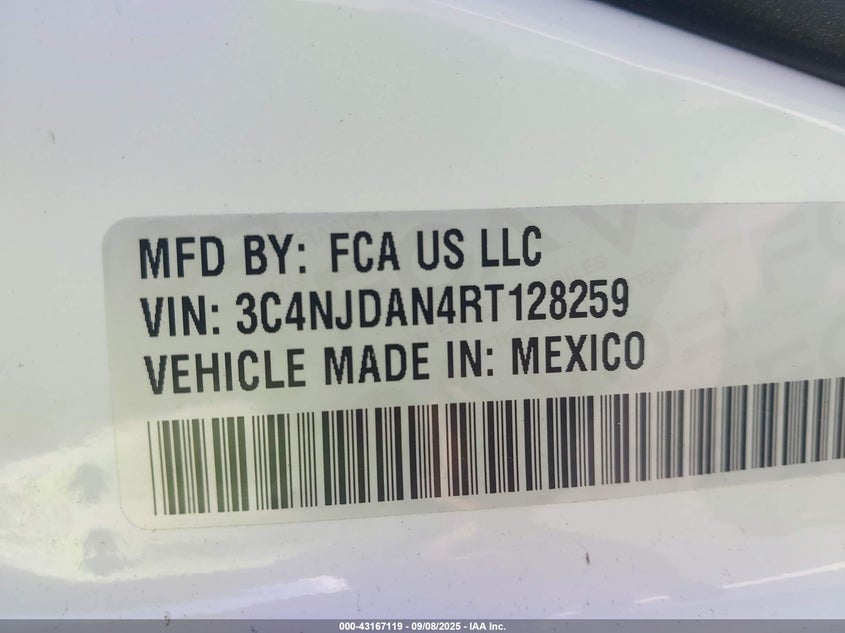 MFD BY: FCA US LLC
VIN: 3C4NJDAN4RT128259
VEHICLE MADE IN: MEXICO
000-43167119 - 09/08/2025 - IAA Inc.